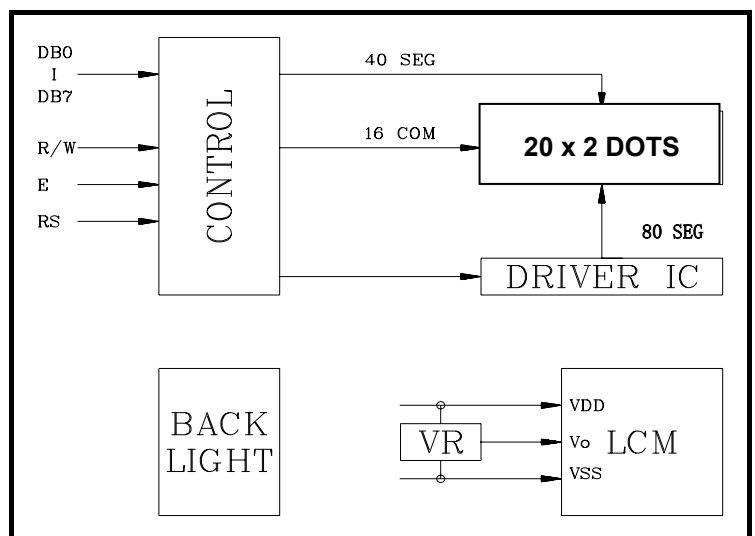 DB0
I
DB7
R/W
E
RS
CONTROL
40 SEG
16 COM
20 x 2 DOTS
80 SEG
DRIVER IC
BACK
LIGHT
VR
VDD
Vo
VSS
LCM